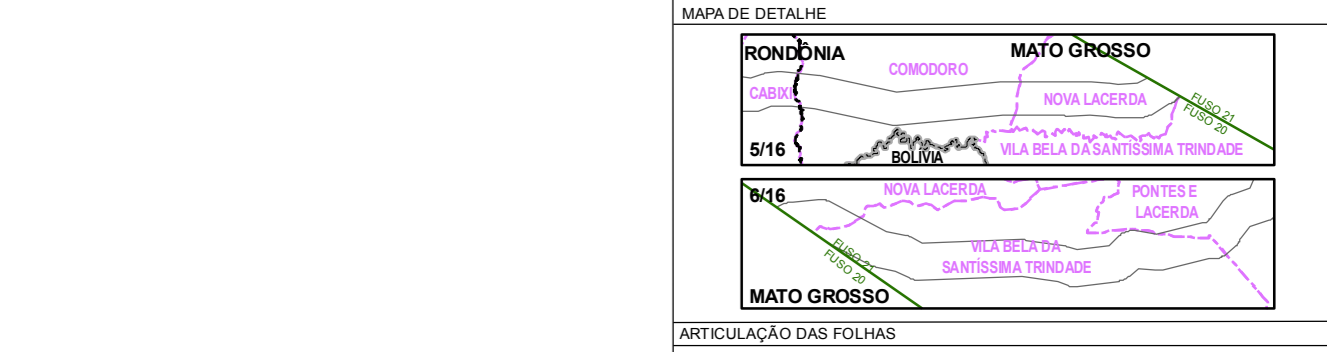 MAPA DE DETALHE
RONDÔNIA
MATO GROSSO
COMODORO
CABIXI
NOVA LACERDA
FUSO 21
FUSO 20
5/16
BOLÍVIA
VILA BELA DA SANTÍSSIMA TRINDADE
6/16
NOVA LACERDA
PONTES E
LACERDA
FUSO 21
FUSO 20
VILA BELA DA
SANTÍSSIMA TRINDADE
MATO GROSSO
ARTICULAÇÃO DAS FOLHAS